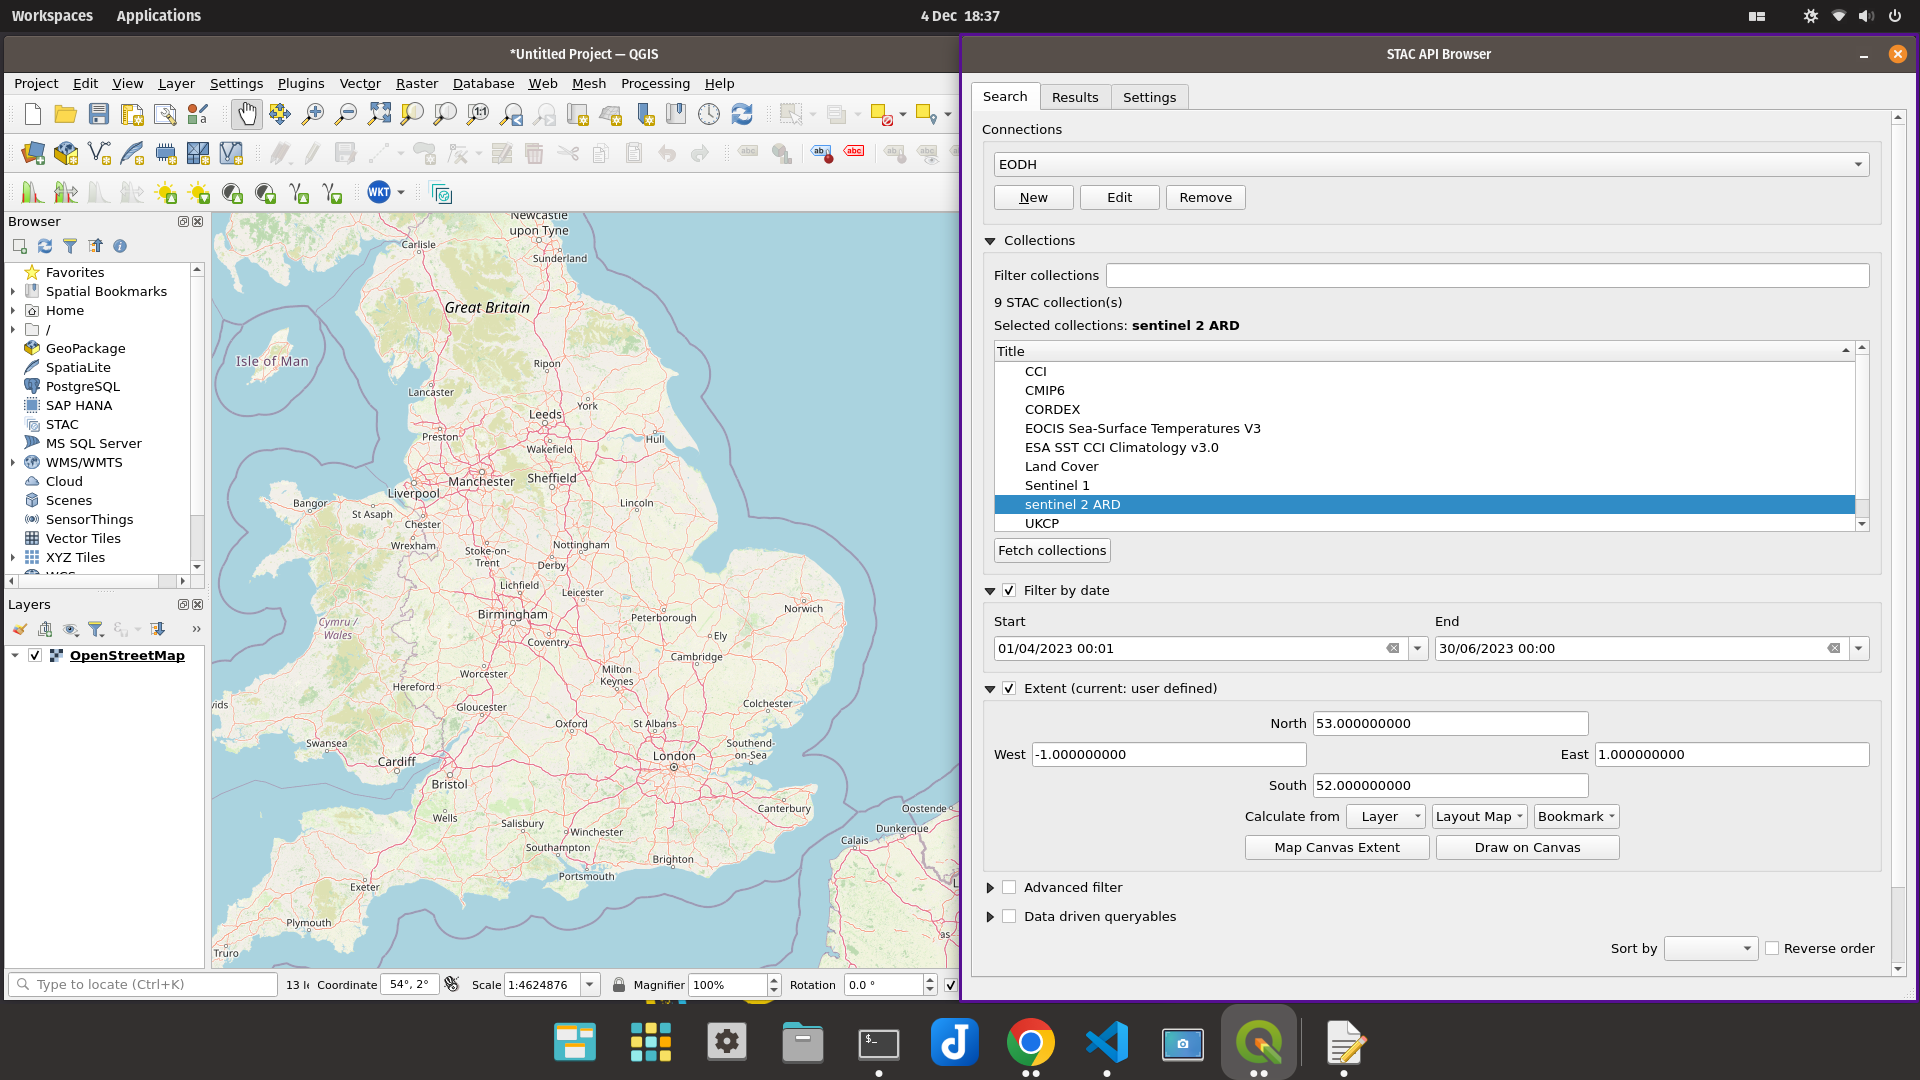 Workspaces Applications 4 Dec 18:37
*Untitled Project — QGIS
Project Edit View Layer Settings Plugins Vector Raster Database Web Mesh Processing Help
1:1
abc abc abc
WKT
Browser
Favorites
Spatial Bookmarks
Home
/
GeoPackage
SpatiaLite
PostgreSQL
SAP HANA
STAC
MS SQL Server
WMS/WMTS
Cloud
Scenes
SensorThings
Vector Tiles
XYZ Tiles
WCS
Layers
OpenStreetMap
Newcastle
upon Tyne
Carlisle
Sunderland
Great Britain
Isle of Man
Ripon
Lancaster
York
Leeds
Preston
Hull
Wakefield
Manchester
Sheffield
Liverpool
Bangor
Lincoln
St Asaph
Chester
Wrexham
Stoke-on-
Trent
Nottingham
Derby
Lichfield
Leicester
Norwich
Birmingham
Peterborough
Cymru /
Wales
Ely
Coventry
Cambridge
Worcester
Milton
Keynes
Hereford
vids
Gloucester
Colchester
Oxford
St Albans
Swansea
Southend-
on-Sea
Cardiff
London
Bristol
Canterbury
Oostende
Wells
Salisbury
Winchester
Dunkerque
Calais
Southampton
Brighton
Portsmouth
Exeter
L
Plymouth
as
Truro
Type to locate (Ctrl+K) 13 le Coordinate 54°, 2° Scale 1:4624876 Magnifier 100% Rotation 0.0 °
STAC API Browser
Search Results Settings
Connections
EODH
New Edit Remove
Collections
Filter collections
9 STAC collection(s)
Selected collections: sentinel 2 ARD
Title
CCI
CMIP6
CORDEX
EOCIS Sea-Surface Temperatures V3
ESA SST CCI Climatology v3.0
Land Cover
Sentinel 1
sentinel 2 ARD
UKCP
Fetch collections
Filter by date
Start End
01/04/2023 00:01 30/06/2023 00:00
Extent (current: user defined)
North 53.000000000
West -1.000000000 East 1.000000000
South 52.000000000
Calculate from Layer Layout Map Bookmark
Map Canvas Extent Draw on Canvas
Advanced filter
Data driven queryables
Sort by Reverse order
$_